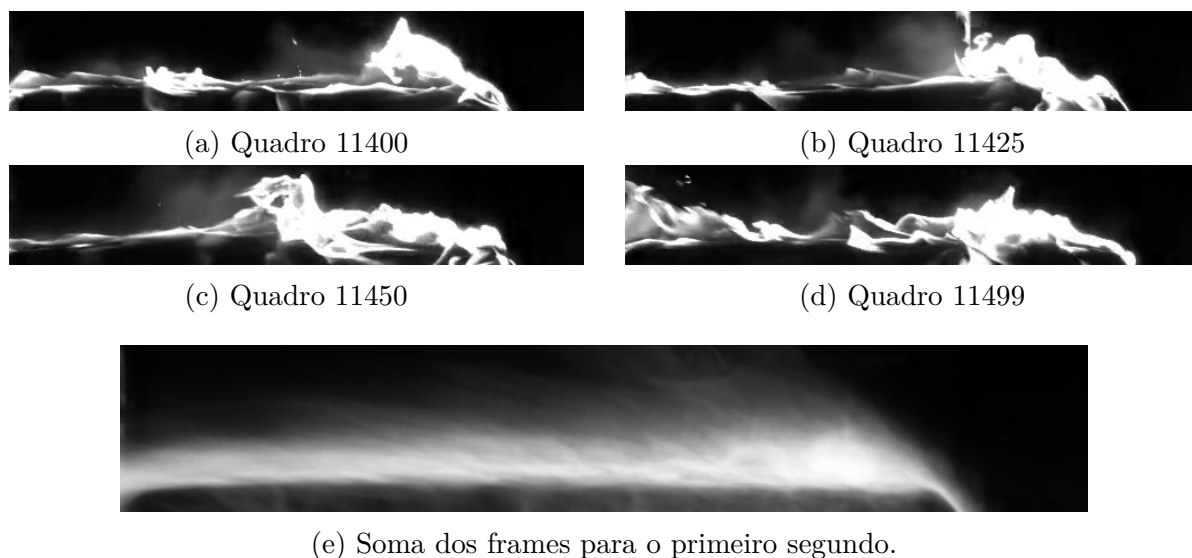 (a) Quadro 11400
(b) Quadro 11425
(c) Quadro 11450
(d) Quadro 11499
(e) Soma dos frames para o primeiro segundo.